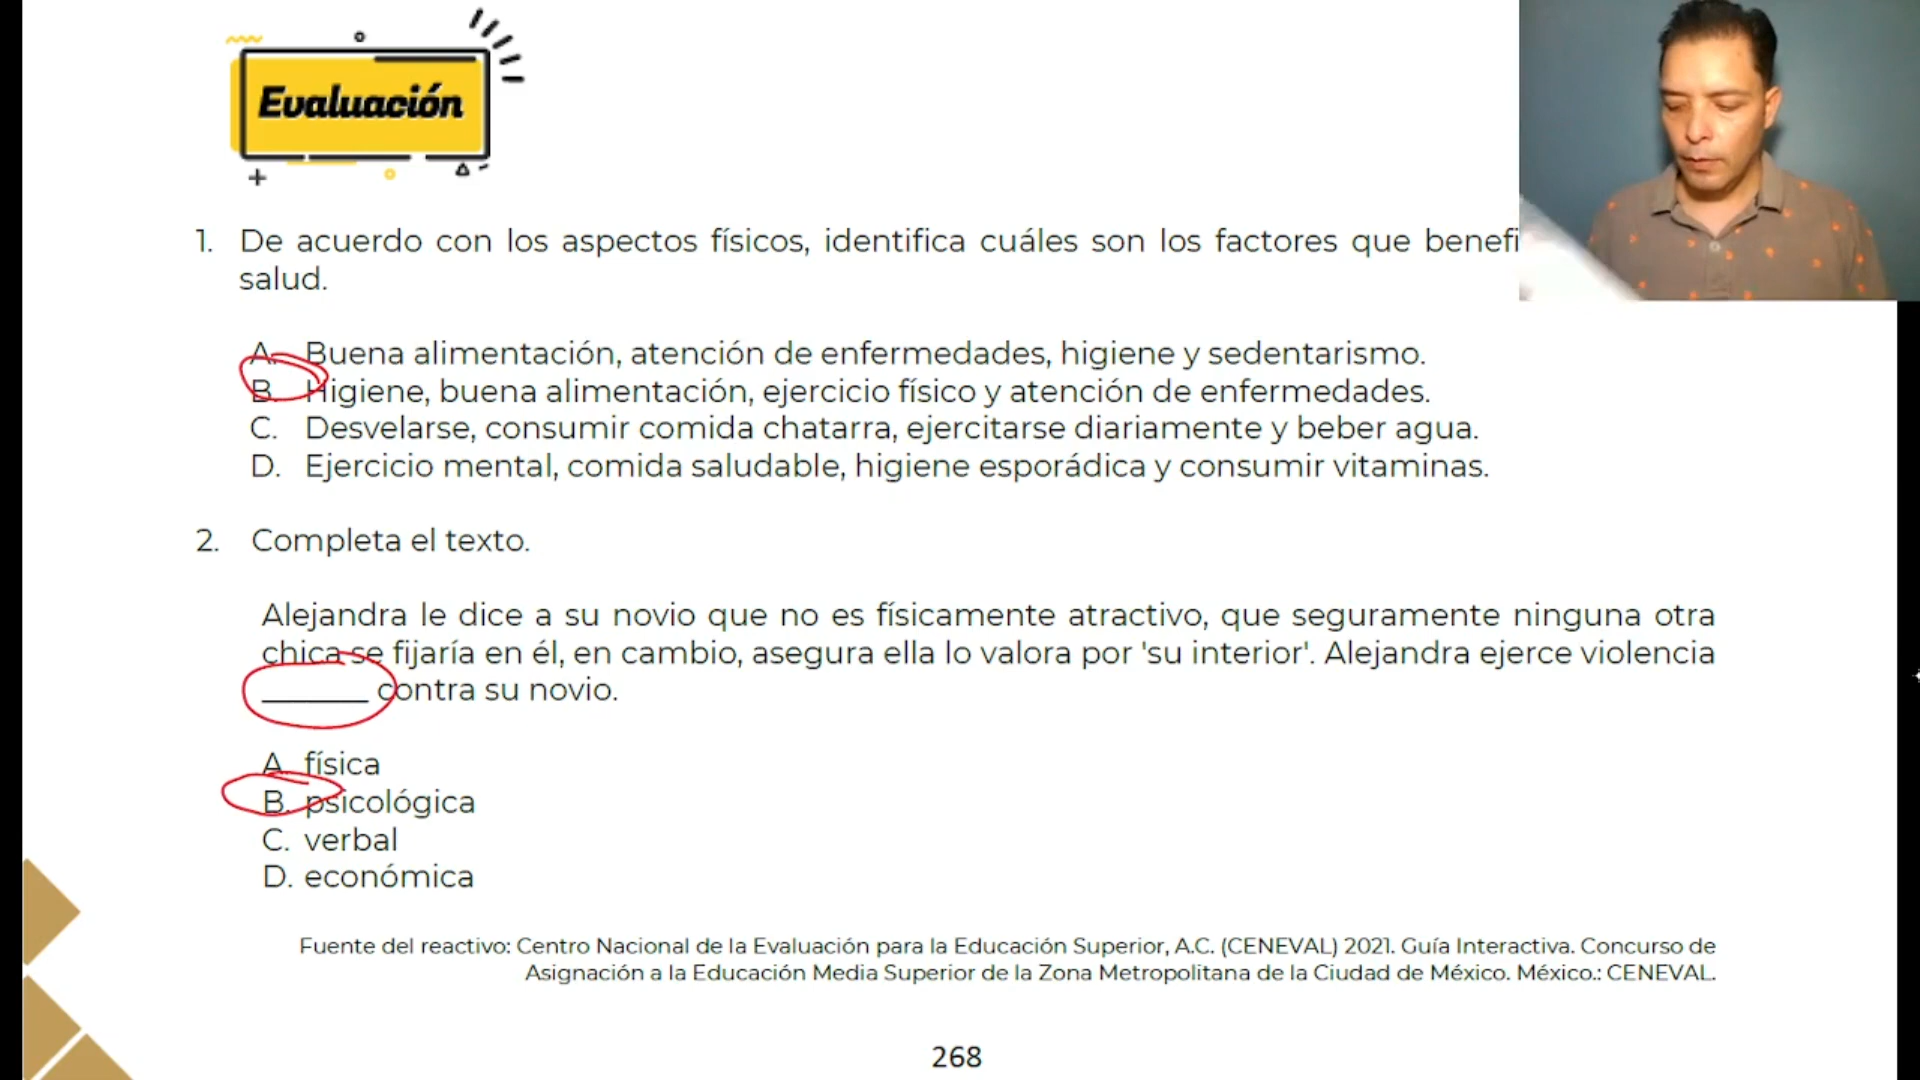 Evaluación
1. De acuerdo con los aspectos físicos, identifica cuáles son los factores que benefi
salud.
A. Buena alimentación, atención de enfermedades, higiene y sedentarismo.
B. Higiene, buena alimentación, ejercicio físico y atención de enfermedades.
C. Desvelarse, consumir comida chatarra, ejercitarse diariamente y beber agua.
D. Ejercicio mental, comida saludable, higiene esporádica y consumir vitaminas.
2. Completa el texto.
Alejandra le dice a su novio que no es físicamente atractivo, que seguramente ninguna otra
chica se fijaría en él, en cambio, asegura ella lo valora por 'su interior'. Alejandra ejerce violencia
________ contra su novio.
A. física
B. psicológica
C. verbal
D. económica
Fuente del reactivo: Centro Nacional de la Evaluación para la Educación Superior, A.C. (CENEVAL) 2021. Guía Interactiva. Concurso de
Asignación a la Educación Media Superior de la Zona Metropolitana de la Ciudad de México. México.: CENEVAL.
268